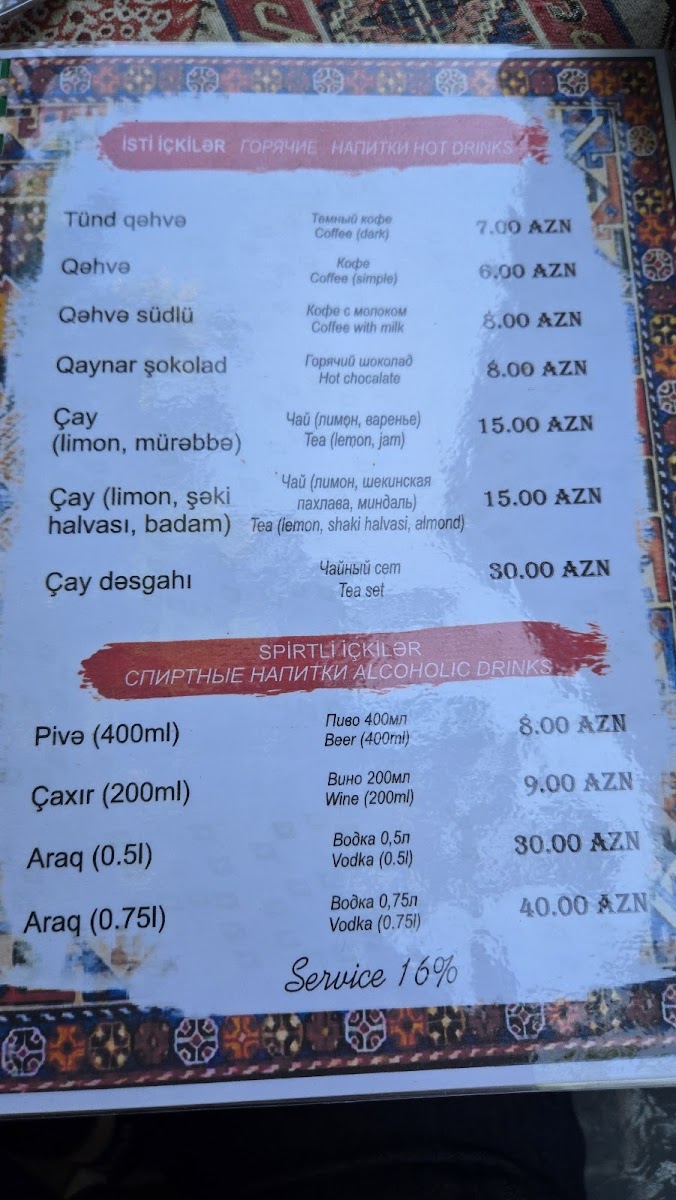 İSTİ İÇKİLƏR ГОРЯЧИЕ НАПИТКИ HOT DRINKS
Tünd qəhvə
Темный кофе
Coffee (dark)
7.00 AZN
Qəhvə
Кофе
Coffee (simple)
6.00 AZN
Qəhvə südlü
Кофе с молоком
Coffee with milk
8.00 AZN
Qaynar şokolad
Горячий шоколад
Hot chocalate
8.00 AZN
Çay
(limon, mürəbbə)
Чай (лимон, варенье)
Tea (lemon, jam)
15.00 AZN
Çay (limon, şəki
halvası, badam)
Чай (лимон, шекинская
пахлава, миндаль)
Tea (lemon, shaki halvasi, almond)
15.00 AZN
Çay dəsgahı
Чайный сет
Tea set
30.00 AZN
SPİRTLİ İÇKİLƏR
СПИРТНЫЕ НАПИТКИ ALCOHOLIC DRINKS
Pivə (400ml)
Пиво 400мл
Beer (400ml)
8.00 AZN
Çaxır (200ml)
Вино 200мл
Wine (200ml)
9.00 AZN
Araq (0.5l)
Водка 0,5л
Vodka (0.5l)
30.00 AZN
Araq (0.75l)
Водка 0,75л
Vodka (0.75l)
40.00 AZN
Service 16%